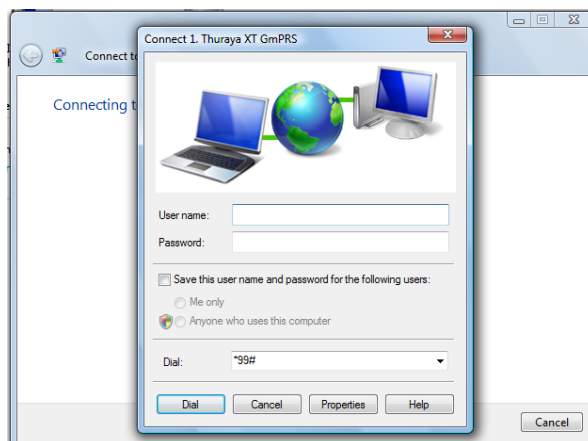 Connect 1. Thuraya XT GmPRS
Connect to
Connecting t
User name:
Password:
Save this user name and password for the following users:
Me only
Anyone who uses this computer
Dial:
*99#
Dial
Cancel
Properties
Help
Cancel